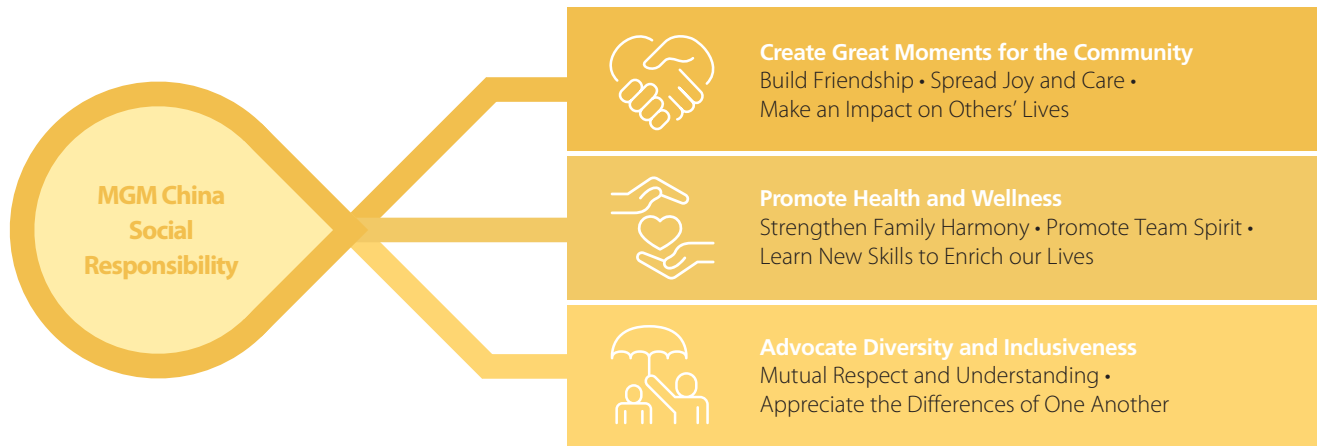 MGM China
Social
Responsibility
Create Great Moments for the Community
Build Friendship • Spread Joy and Care •
Make an Impact on Others’ Lives
Promote Health and Wellness
Strengthen Family Harmony • Promote Team Spirit •
Learn New Skills to Enrich our Lives
Advocate Diversity and Inclusiveness
Mutual Respect and Understanding •
Appreciate the Differences of One Another